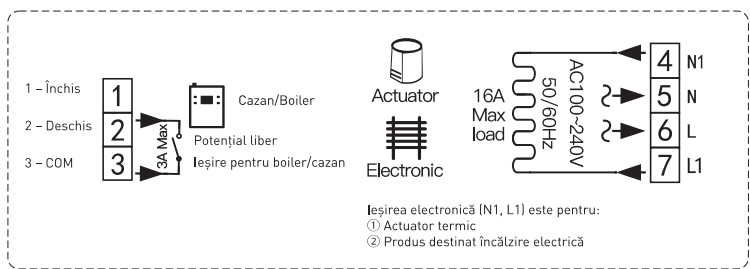 1 – Închis
2 – Deschis
3 – COM
1
2
3
3A Max
Cazan/Boiler
Potențial liber
Ieșire pentru boiler/cazan
Actuator
Electronic
16A
Max
load
AC100~240V
50/60Hz
4 N1
5 N
6 L
7 L1
Ieșirea electronică (N1, L1) este pentru:
① Actuator termic
② Produs destinat încălzire electrică